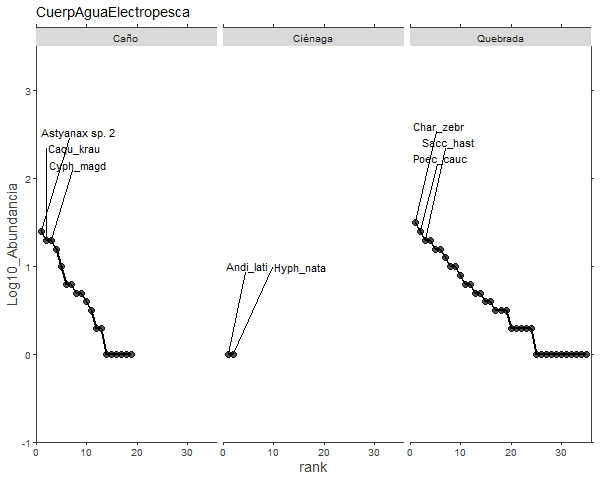 CuerpAguaElectropesca
Caño
Ciénaga
Quebrada
Log10_Abundancia
3
2
1
0
-1
Astyanax sp. 2
Caqu_krau
Cyph_magd
Andi_lati
Hyph_nata
Char_zebr
Sacc_hast
Poec_cauc
0 10 20 30
0 10 20 30
0 10 20 30
rank